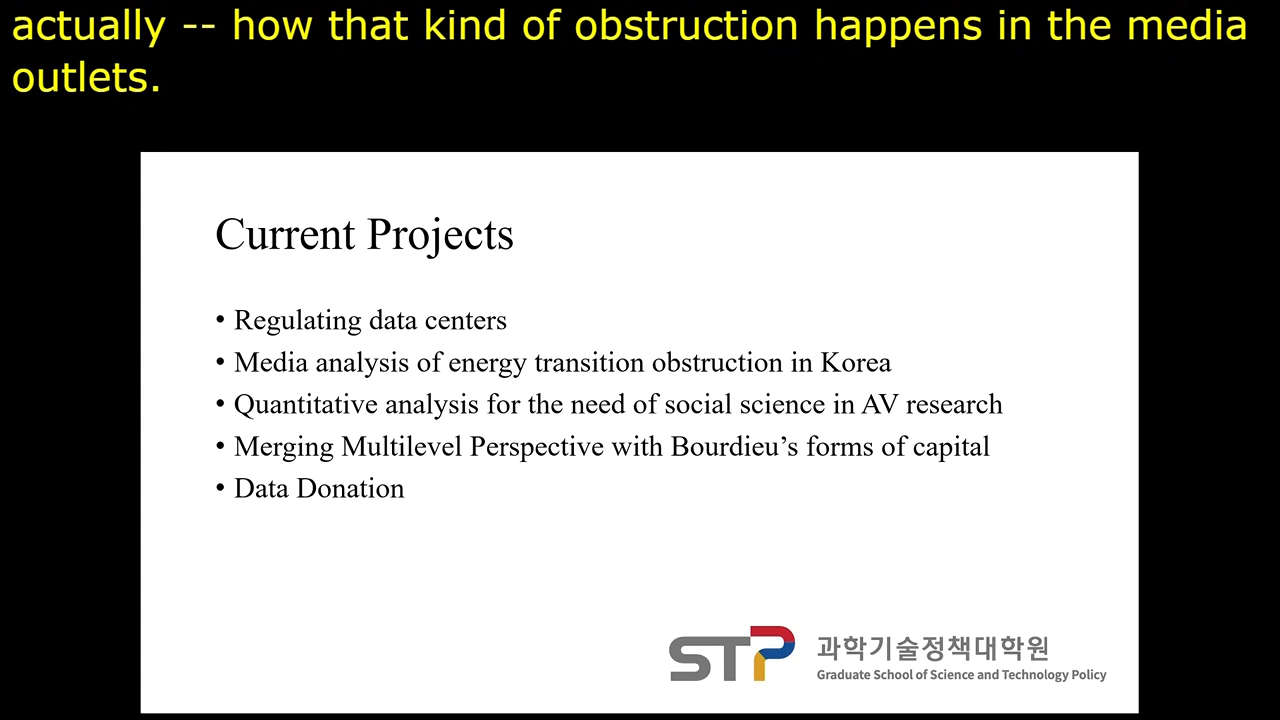 actually -- how that kind of obstruction happens in the media
outlets.
Current Projects
• Regulating data centers
• Media analysis of energy transition obstruction in Korea
• Quantitative analysis for the need of social science in AV research
• Merging Multilevel Perspective with Bourdieu’s forms of capital
• Data Donation
STP
과학기술정책대학원
Graduate School of Science and Technology Policy